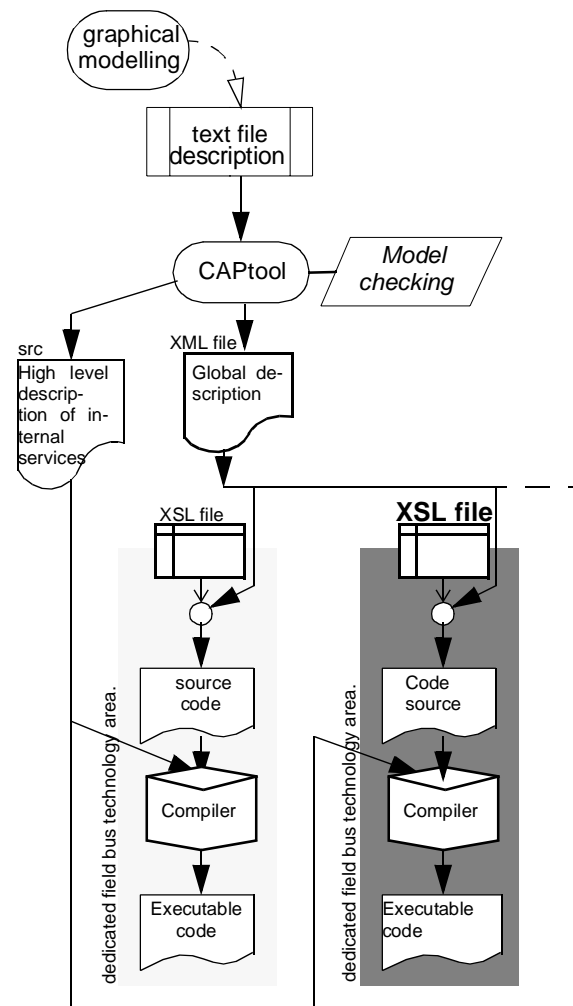 graphical
modelling
text file
description
CAPtool
Model
checking
src
High level
descrip-
tion of in-
ternal
services
XML file
Global de-
scription
XSL file
XSL file
source
code
Code
source
dedicated field bus technology area.
dedicated field bus technology area.
Compiler
Compiler
Executable
code
Executable
code